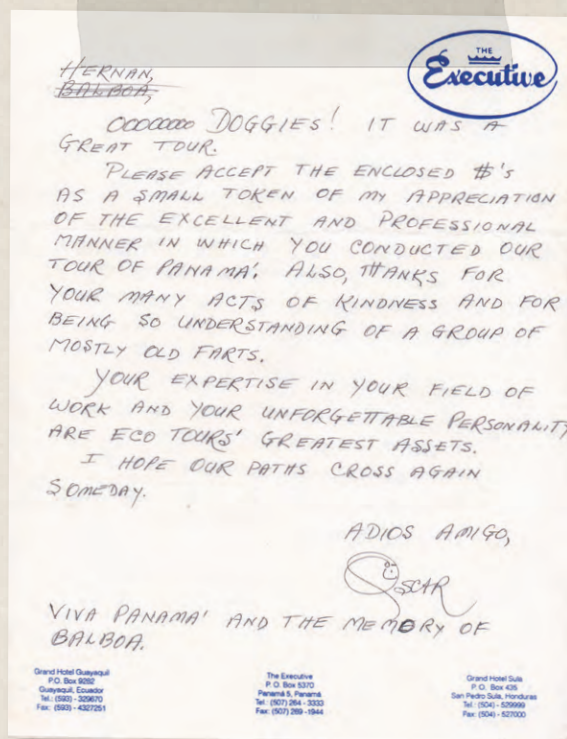 THE
Executive
HERNAN,
BALBOA,
OOOOOOO DOGGIES! IT WAS A
GREAT TOUR.
PLEASE ACCEPT THE ENCLOSED $'S
AS A SMALL TOKEN OF MY APPRECIATION
OF THE EXCELLENT AND PROFESSIONAL
MANNER IN WHICH YOU CONDUCTED OUR
TOUR OF PANAMÁ. ALSO, THANKS FOR
YOUR MANY ACTS OF KINDNESS AND FOR
BEING SO UNDERSTANDING OF A GROUP OF
MOSTLY OLD FARTS.
YOUR EXPERTISE IN YOUR FIELD OF
WORK AND YOUR UNFORGETTABLE PERSONALITY
ARE ECO TOURS' GREATEST ASSETS.
I HOPE OUR PATHS CROSS AGAIN
SOMEDAY.
ADIOS AMIGO,
OSCAR
VIVA PANAMÁ AND THE MEMORY OF
BALBOA.
Grand Hotel Guayaquil
P.O. Box 9282
Guayaquil, Ecuador
Tel.: (593) - 329670
Fax: (593) - 4327251
The Executive
P.O. Box 5370
Panamá 5, Panamá
Tel: (507) 264 - 3333
Fax: (507) 269 -1944
Grand Hotel Sula
P.O. Box 435
San Pedro Sula, Honduras
Tel. (504) - 529999
Fax: (504) - 527000